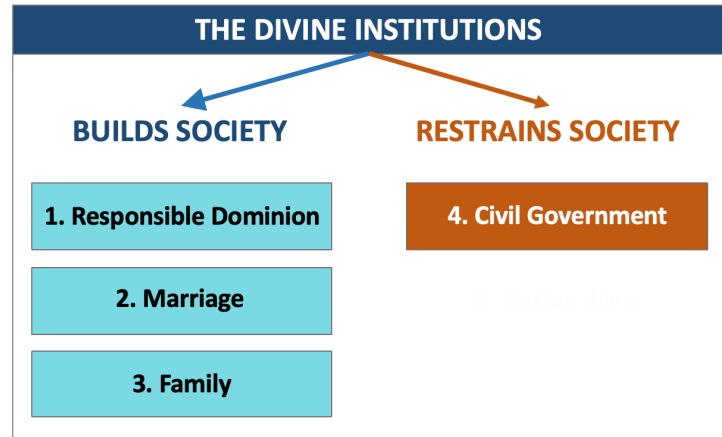 THE DIVINE INSTITUTIONS
BUILDS SOCIETY
RESTRAINS SOCIETY
1. Responsible Dominion
4. Civil Government
2. Marriage
3. Family